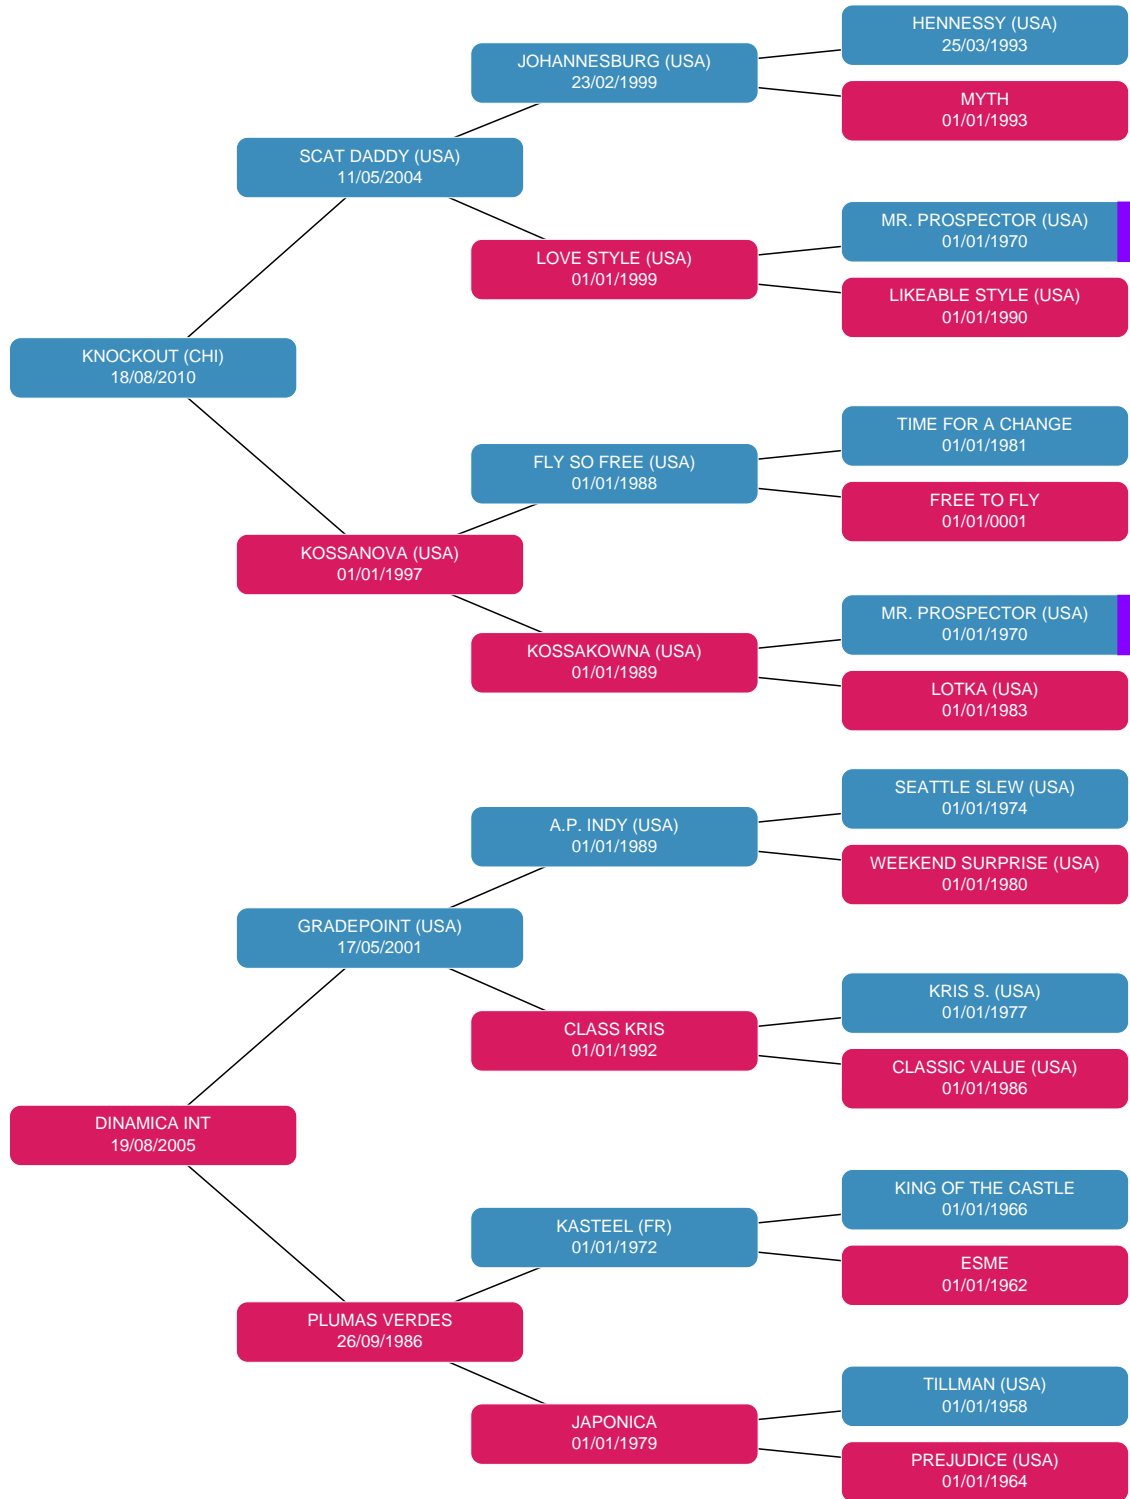 HENNESSY (USA)
25/03/1993
JOHANNESBURG (USA)
23/02/1999
MYTH
01/01/1993
SCAT DADDY (USA)
11/05/2004
MR. PROSPECTOR (USA)
01/01/1970
LOVE STYLE (USA)
01/01/1999
LIKEABLE STYLE (USA)
01/01/1990
KNOCKOUT (CHI)
18/08/2010
TIME FOR A CHANGE
01/01/1981
FLY SO FREE (USA)
01/01/1988
FREE TO FLY
01/01/0001
KOSSANOVA (USA)
01/01/1997
MR. PROSPECTOR (USA)
01/01/1970
KOSSAKOWNA (USA)
01/01/1989
LOTKA (USA)
01/01/1983
SEATTLE SLEW (USA)
01/01/1974
A.P. INDY (USA)
01/01/1989
WEEKEND SURPRISE (USA)
01/01/1980
GRADEPOINT (USA)
17/05/2001
KRIS S. (USA)
01/01/1977
CLASS KRIS
01/01/1992
CLASSIC VALUE (USA)
01/01/1986
DINAMICA INT
19/08/2005
KING OF THE CASTLE
01/01/1966
KASTEEL (FR)
01/01/1972
ESME
01/01/1962
PLUMAS VERDES
26/09/1986
TILLMAN (USA)
01/01/1958
JAPONICA
01/01/1979
PREJUDICE (USA)
01/01/1964